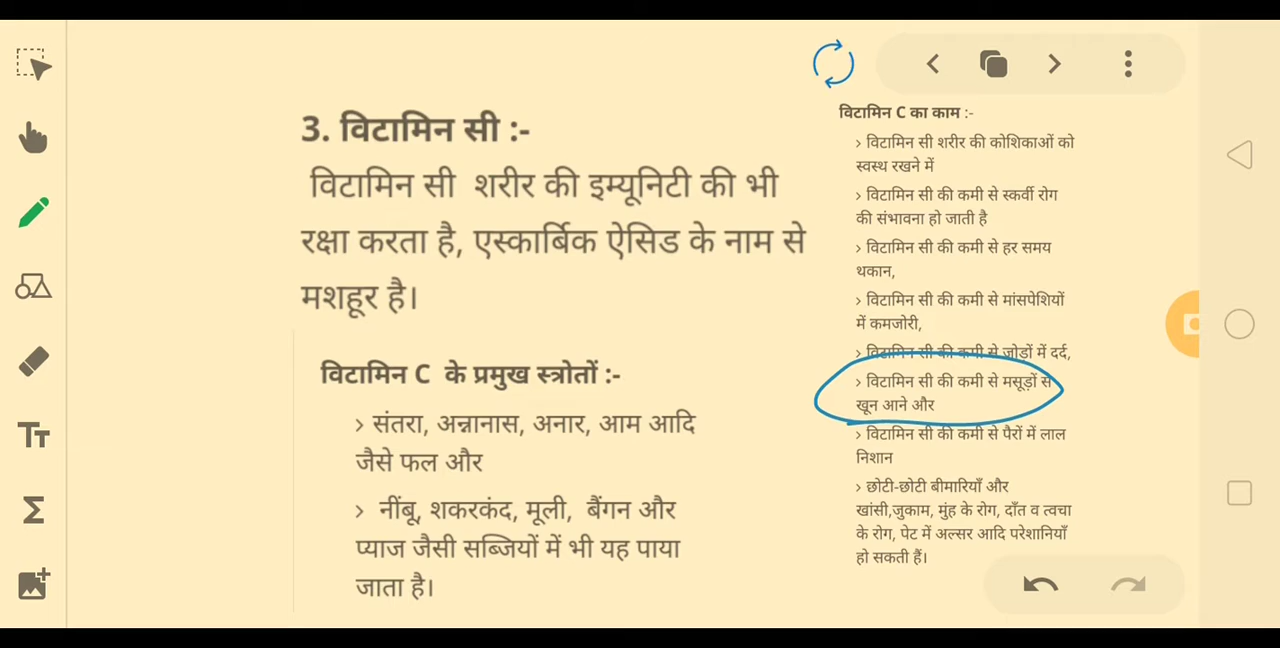 3. विटामिन सी :-
विटामिन सी शरीर की इम्यूनिटी की भी
रक्षा करता है, एस्कार्बिक ऐसिड के नाम से
मशहूर है।
विटामिन C के प्रमुख स्त्रोतों :-
› संतरा, अन्नानास, अनार, आम आदि
जैसे फल और
› नींबू, शकरकंद, मूली, बैंगन और
प्याज जैसी सब्जियों में भी यह पाया
जाता है।
विटामिन C का काम :-
› विटामिन सी शरीर की कोशिकाओं को
स्वस्थ रखने में
› विटामिन सी की कमी से स्कर्वी रोग
की संभावना हो जाती है
› विटामिन सी की कमी से हर समय
थकान,
› विटामिन सी की कमी से मांसपेशियों
में कमजोरी,
› विटामिन सी की कमी से जोड़ों में दर्द,
› विटामिन सी की कमी से मसूड़ों से
खून आने और
› विटामिन सी की कमी से पैरों में लाल
निशान
› छोटी-छोटी बीमारियाँ और
खांसी,जुकाम, मुंह के रोग, दाँत व त्वचा
के रोग, पेट में अल्सर आदि परेशानियाँ
हो सकती हैं।